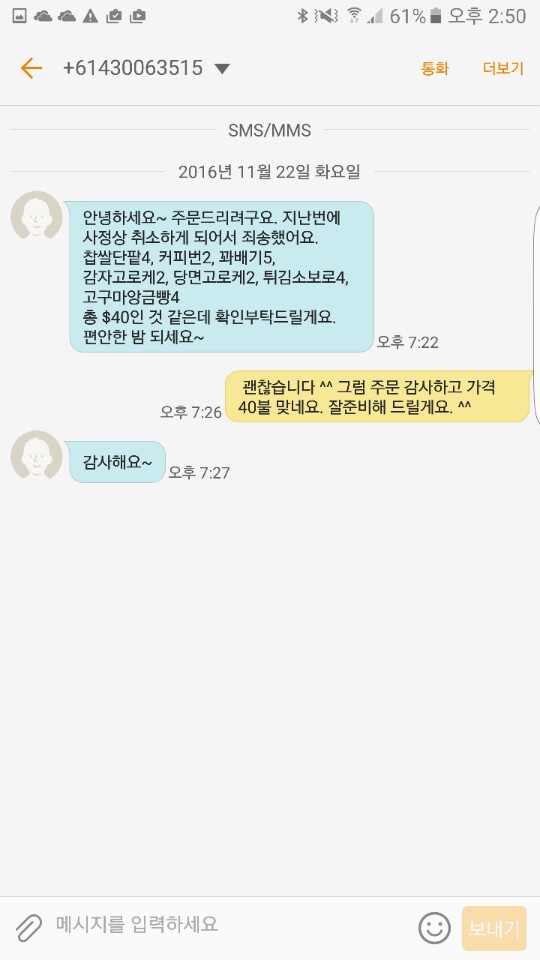 61% 오후 2:50
+61430063515 통화 더보기
SMS/MMS
2016년 11월 22일 화요일
안녕하세요~ 주문드리려구요. 지난번에
사정상 취소하게 되어서 죄송했어요.
찹쌀단팥4, 커피번2, 꽈배기5,
감자고로케2, 당면고로케2, 튀김소보로4,
고구마앙금빵4
총 $40인 것 같은데 확인부탁드릴게요.
편안한 밤 되세요~
오후 7:22
괜찮습니다 ^^ 그럼 주문 감사하고 가격
40불 맞네요. 잘준비해 드릴게요. ^^
오후 7:26
감사해요~
오후 7:27
메시지를 입력하세요 보내기